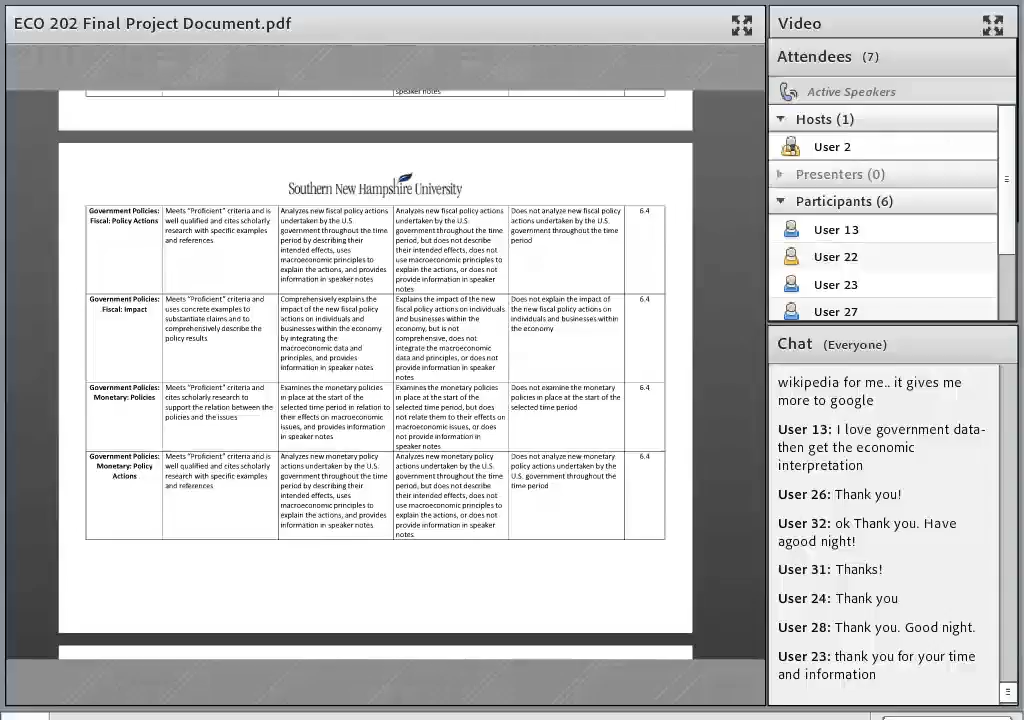 ECO 202 Final Project Document.pdf
speaker notes
Southern New Hampshire University
Government Policies:
Fiscal: Policy Actions
Meets "Proficient" criteria and is
well qualified and cites scholarly
research with specific examples
and references
Analyzes new fiscal policy actions
undertaken by the U.S.
government throughout the time
period by describing their
intended effects, uses
macroeconomic principles to
explain the actions, and provides
information in speaker notes
Analyzes new fiscal policy actions
undertaken by the U.S.
government throughout the time
period, but does not describe
their intended effects, does not
use macroeconomic principles to
explain the actions, or does not
provide information in speaker
notes
Does not analyze new fiscal policy
actions undertaken by the U.S.
government throughout the time
period
6.4
Government Policies:
Fiscal: Impact
Meets "Proficient" criteria and
uses concrete examples to
substantiate claims and to
comprehensively describe the
policy results
Comprehensively explains the
impact of the new fiscal policy
actions on individuals and
businesses within the economy
by integrating the
macroeconomic data and
principles, and provides
information in speaker notes
Explains the impact of the new
fiscal policy actions on individuals
and businesses within the
economy, but is not
comprehensive, does not
integrate the macroeconomic
data and principles, or does not
provide information in speaker
notes
Does not explain the impact of
the new fiscal policy actions on
individuals and businesses within
the economy
6.4
Government Policies:
Monetary: Policies
Meets "Proficient" criteria and
cites scholarly research to
support the relation between the
policies and the issues
Examines the monetary policies
in place at the start of the
selected time period in relation to
their effects on macroeconomic
issues, and provides information
in speaker notes
Examines the monetary policies
in place at the start of the
selected time period, but does
not relate them to their effects on
macroeconomic issues, or does
not provide information in
speaker notes
Does not examine the monetary
policies in place at the start of the
selected time period
6.4
Government Policies:
Monetary: Policy
Actions
Meets "Proficient" criteria and is
well qualified and cites scholarly
research with specific examples
and references
Analyzes new monetary policy
actions undertaken by the U.S.
government throughout the time
period by describing their
intended effects, uses
macroeconomic principles to
explain the actions, and provides
information in speaker notes
Analyzes new monetary policy
actions undertaken by the U.S.
government throughout the time
period, but does not describe
their intended effects, does not
use macroeconomic principles to
explain the actions, or does not
provide information in speaker
notes
Does not analyze new monetary
policy actions undertaken by the
U.S. government throughout the
time period
6.4
Video
Attendees (7)
Active Speakers
Hosts (1)
User 2
Presenters (0)
Participants (6)
User 13
User 22
User 23
User 27
Chat (Everyone)
wikipedia for me.. it gives me
more to google
User 13: I love government data-
then get the economic
interpretation
User 26: Thank you!
User 32: ok Thank you. Have
agood night!
User 31: Thanks!
User 24: Thank you
User 28: Thank you. Good night.
User 23: thank you for your time
and information